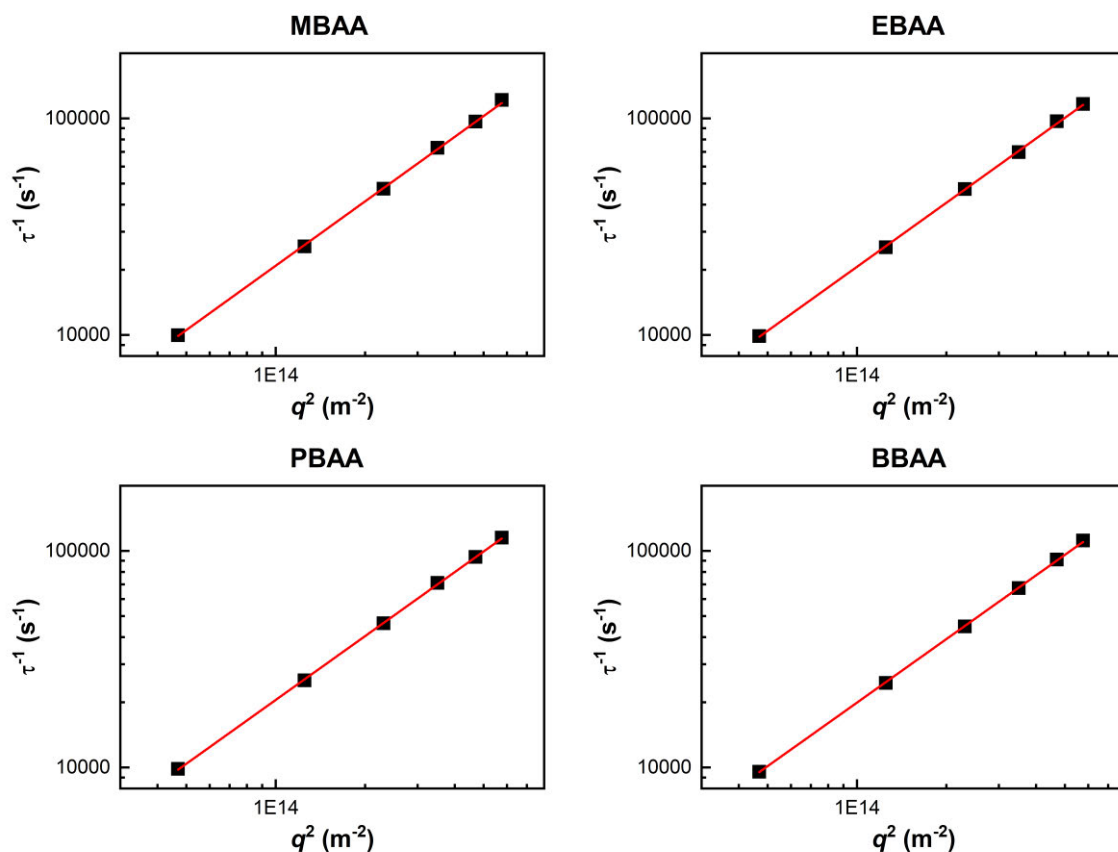 MBAA
100000
10000
τ⁻¹ (s⁻¹)
1E14
q² (m⁻²)
EBAA
100000
10000
τ⁻¹ (s⁻¹)
1E14
q² (m⁻²)
PBAA
100000
10000
τ⁻¹ (s⁻¹)
1E14
q² (m⁻²)
BBAA
100000
10000
τ⁻¹ (s⁻¹)
1E14
q² (m⁻²)